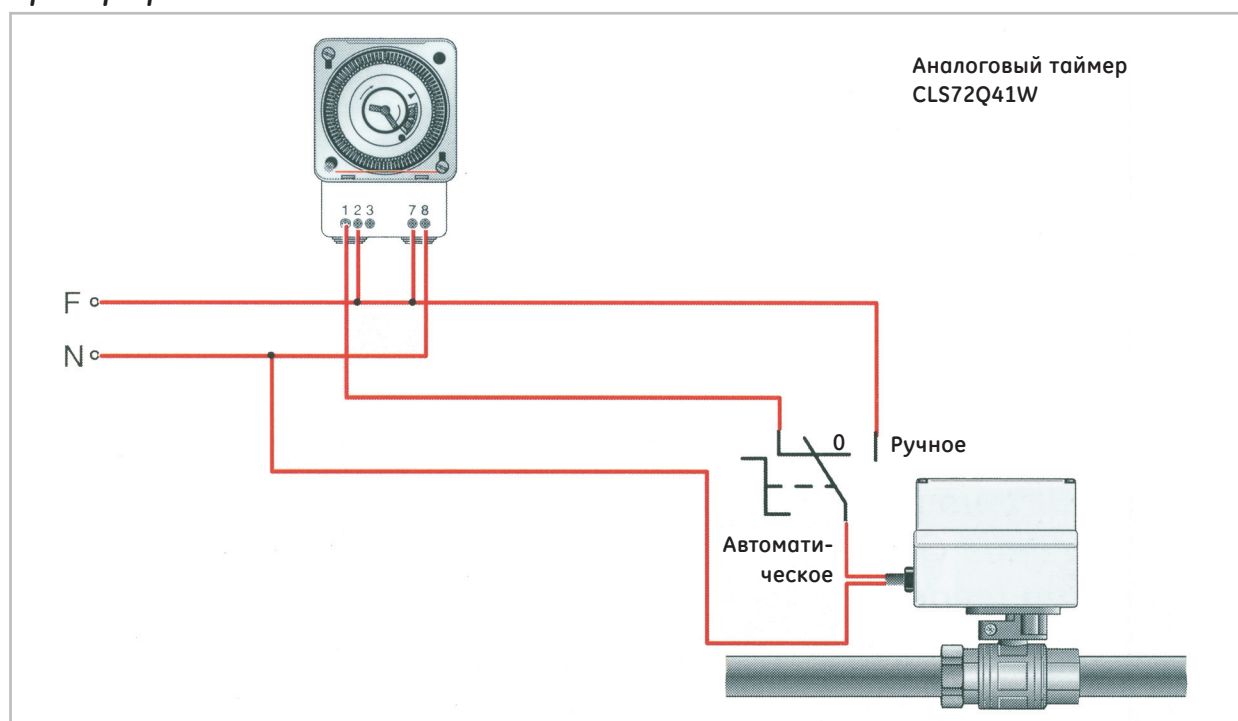 Аналоговый таймер
CLS72Q41W
1 2 3 7 8
F
N
0 Ручное
Автомати-
ческое